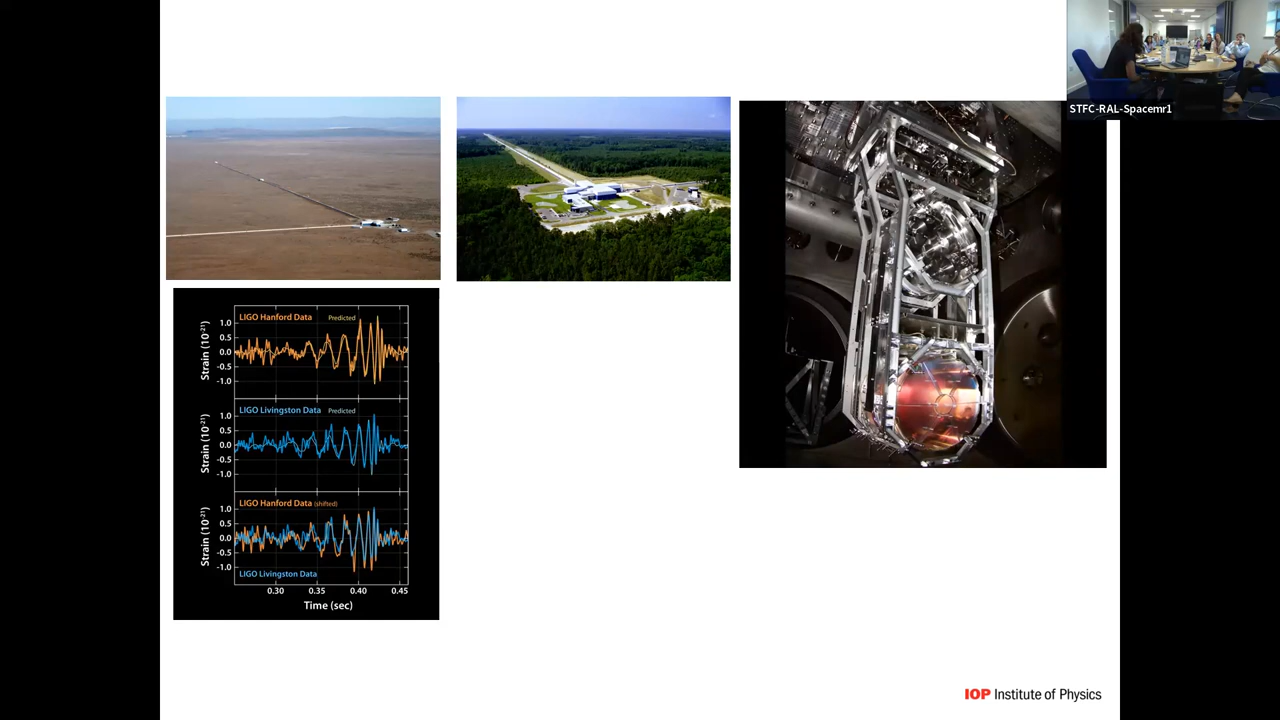 STFC-RAL-Spacemr1
LIGO Hanford Data Predicted
1.0
0.5
0.0
-0.5
-1.0
Strain (10⁻²¹)
LIGO Livingston Data Predicted
1.0
0.5
0.0
-0.5
-1.0
Strain (10⁻²¹)
LIGO Hanford Data (shifted)
1.0
0.5
0.0
-0.5
-1.0
Strain (10⁻²¹)
LIGO Livingston Data
0.30 0.35 0.40 0.45
Time (sec)
IOP Institute of Physics